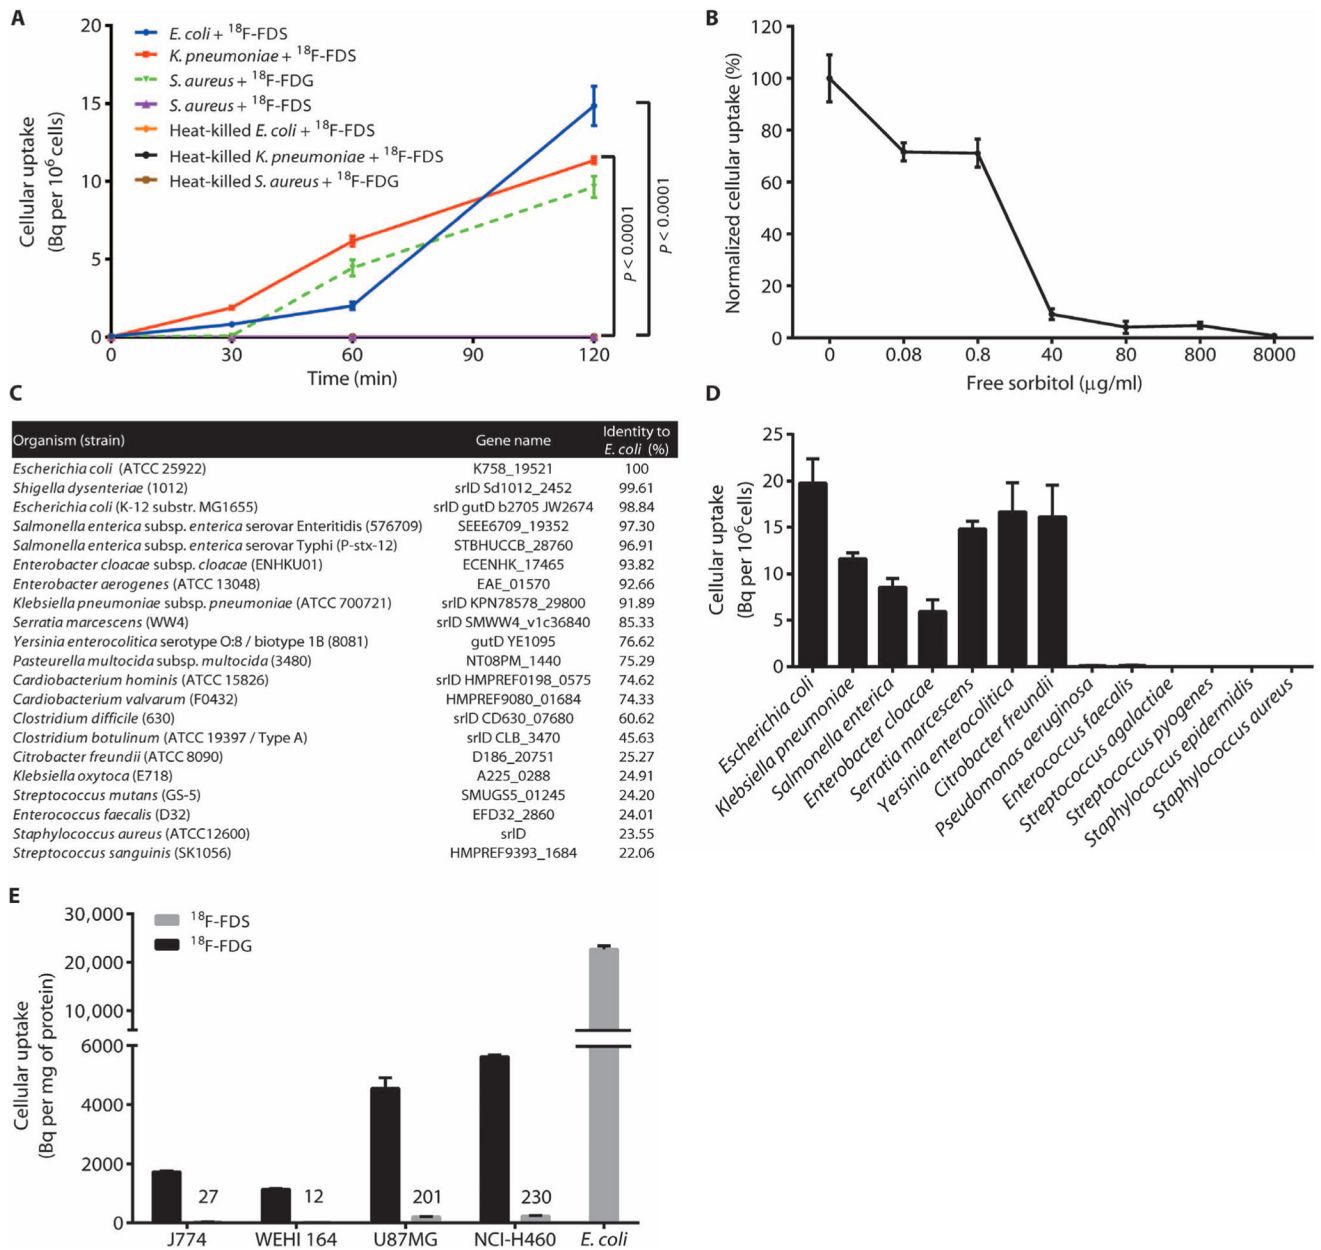 A
20
15
10
5
0
Cellular uptake
(Bq per 10⁶ cells)
E. coli + ¹⁸F-FDS
K. pneumoniae + ¹⁸F-FDS
S. aureus + ¹⁸F-FDG
S. aureus + ¹⁸F-FDS
Heat-killed E. coli + ¹⁸F-FDS
Heat-killed K. pneumoniae + ¹⁸F-FDS
Heat-killed S. aureus + ¹⁸F-FDG
P < 0.0001
P < 0.0001
0 30 60 90 120
Time (min)
B
120
100
80
60
40
20
0
Normalized cellular uptake (%)
0 0.08 0.8 40 80 800 8000
Free sorbitol (µg/ml)
C
Organism (strain) Gene name Identity to E. coli (%)
Escherichia coli (ATCC 25922) K758_19521 100
Shigella dysenteriae (1012) srlD Sd1012_2452 99.61
Escherichia coli (K-12 substr. MG1655) srlD gutD b2705 JW2674 98.84
Salmonella enterica subsp. enterica serovar Enteritidis (576709) SEEE6709_19352 97.30
Salmonella enterica subsp. enterica serovar Typhi (P-stx-12) STBHUCCB_28760 96.91
Enterobacter cloacae subsp. cloacae (ENHKU01) ECENHK_17465 93.82
Enterobacter aerogenes (ATCC 13048) EAE_01570 92.66
Klebsiella pneumoniae subsp. pneumoniae (ATCC 700721) srlD KPN78578_29800 91.89
Serratia marcescens (WW4) srlD SMWW4_v1c36840 85.33
Yersinia enterocolitica serotype O:8 / biotype 1B (8081) gutD YE1095 76.62
Pasteurella multocida subsp. multocida (3480) NT08PM_1440 75.29
Cardiobacterium hominis (ATCC 15826) srlD HMPREF0198_0575 74.62
Cardiobacterium valvarum (F0432) HMPREF9080_01684 74.33
Clostridium difficile (630) srlD CD630_07680 60.62
Clostridium botulinum (ATCC 19397 / Type A) srlD CLB_3470 45.63
Citrobacter freundii (ATCC 8090) D186_20751 25.27
Klebsiella oxytoca (E718) A225_0288 24.91
Streptococcus mutans (GS-5) SMUGS5_01245 24.20
Enterococcus faecalis (D32) EFD32_2860 24.01
Staphylococcus aureus (ATCC12600) srlD 23.55
Streptococcus sanguinis (SK1056) HMPREF9393_1684 22.06
D
25
20
15
10
5
0
Cellular uptake
(Bq per 10⁶cells)
Escherichia coli
Klebsiella pneumoniae
Salmonella enterica
Enterobacter cloacae
Serratia marcescens
Yersinia enterocolitica
Citrobacter freundii
Pseudomonas aeruginosa
Enterococcus faecalis
Streptococcus agalactiae
Streptococcus pyogenes
Staphylococcus epidermidis
Staphylococcus aureus
E
30,000
20,000
10,000
6000
4000
2000
0
Cellular uptake
(Bq per mg of protein)
¹⁸F-FDS
¹⁸F-FDG
27 12 201 230
J774 WEHI 164 U87MG NCI-H460 E. coli